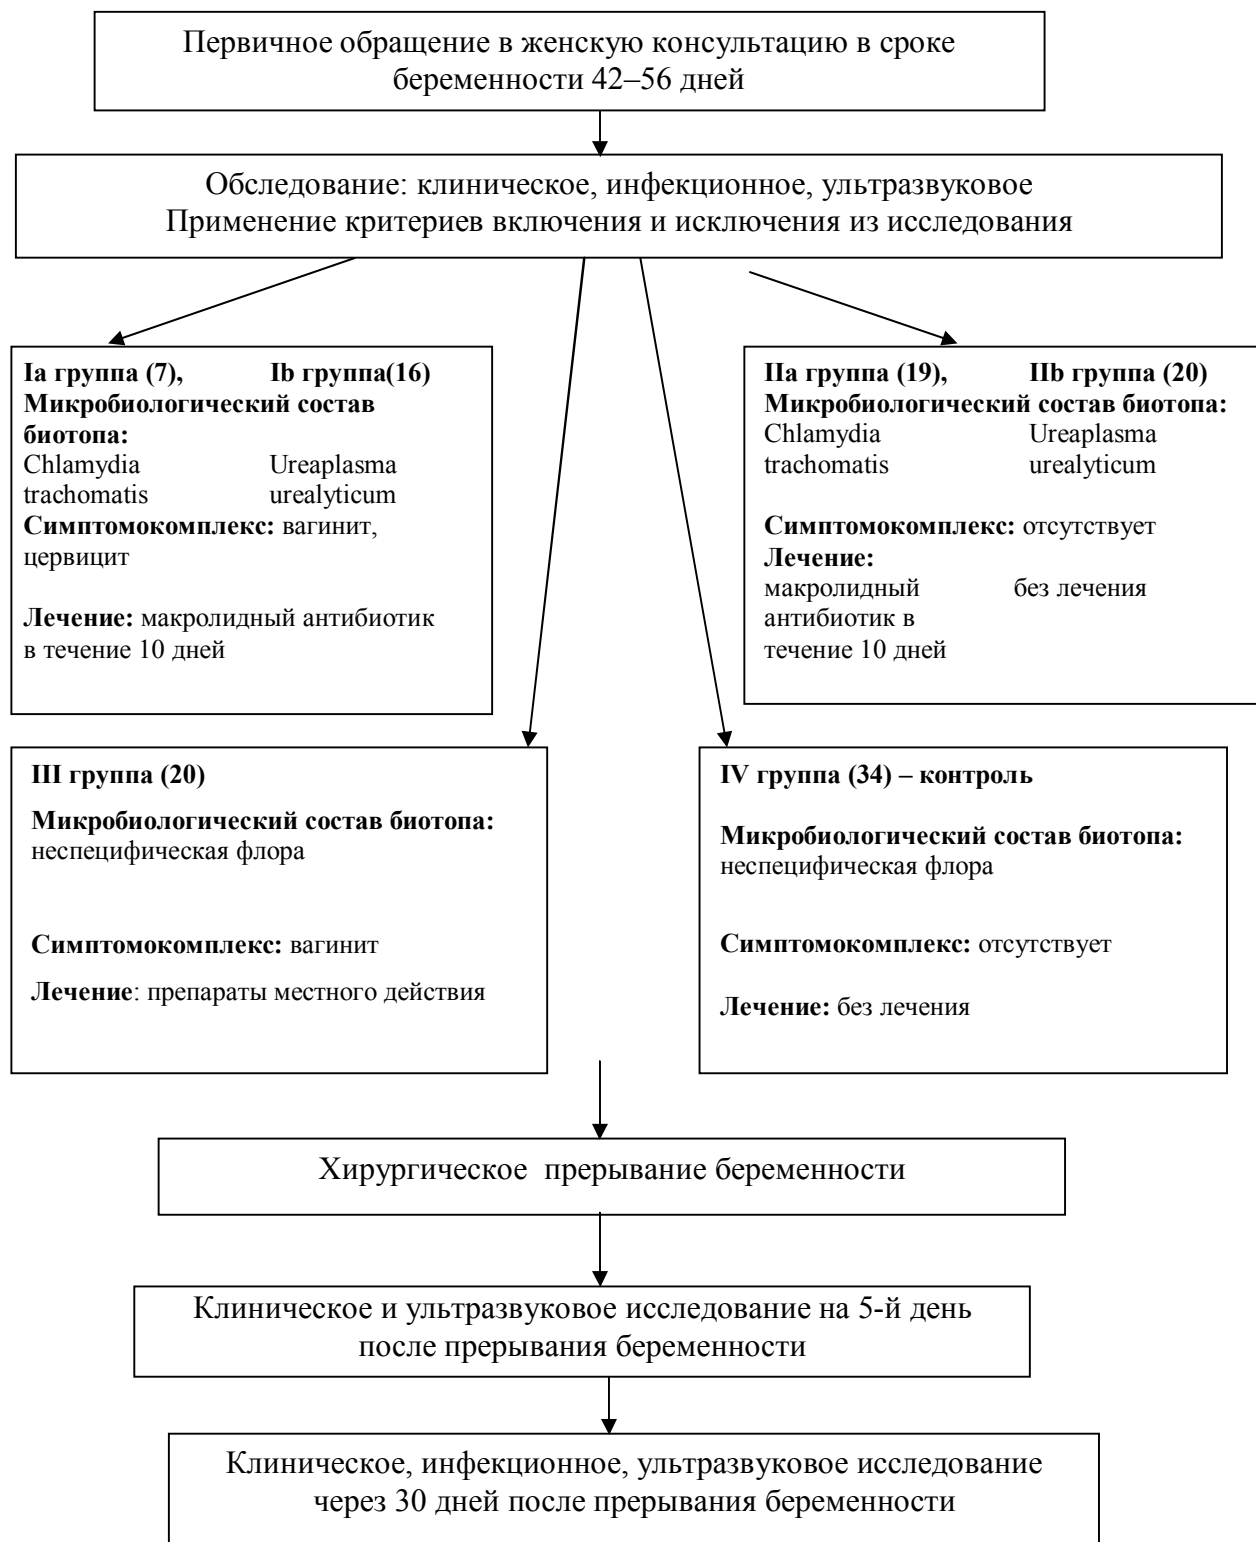 Первичное обращение в женскую консультацию в сроке
беременности 42–56 дней
Обследование: клиническое, инфекционное, ультразвуковое
Применение критериев включения и исключения из исследования
Iа группа (7), Ib группа(16)
Микробиологический состав
биотопа:
Chlamydia Ureaplasma
trachomatis urealyticum
Симптомокомплекс: вагинит,
цервицит
Лечение: макролидный антибиотик
в течение 10 дней
IIа группа (19), IIb группа (20)
Микробиологический состав биотопа:
Chlamydia Ureaplasma
trachomatis urealyticum
Симптомокомплекс: отсутствует
Лечение:
макролидный без лечения
антибиотик в
течение 10 дней
III группа (20)
Микробиологический состав биотопа:
неспецифическая флора
Симптомокомплекс: вагинит
Лечение: препараты местного действия
IV группа (34) – контроль
Микробиологический состав биотопа:
неспецифическая флора
Симптомокомплекс: отсутствует
Лечение: без лечения
Хирургическое прерывание беременности
Клиническое и ультразвуковое исследование на 5-й день
после прерывания беременности
Клиническое, инфекционное, ультразвуковое исследование
через 30 дней после прерывания беременности